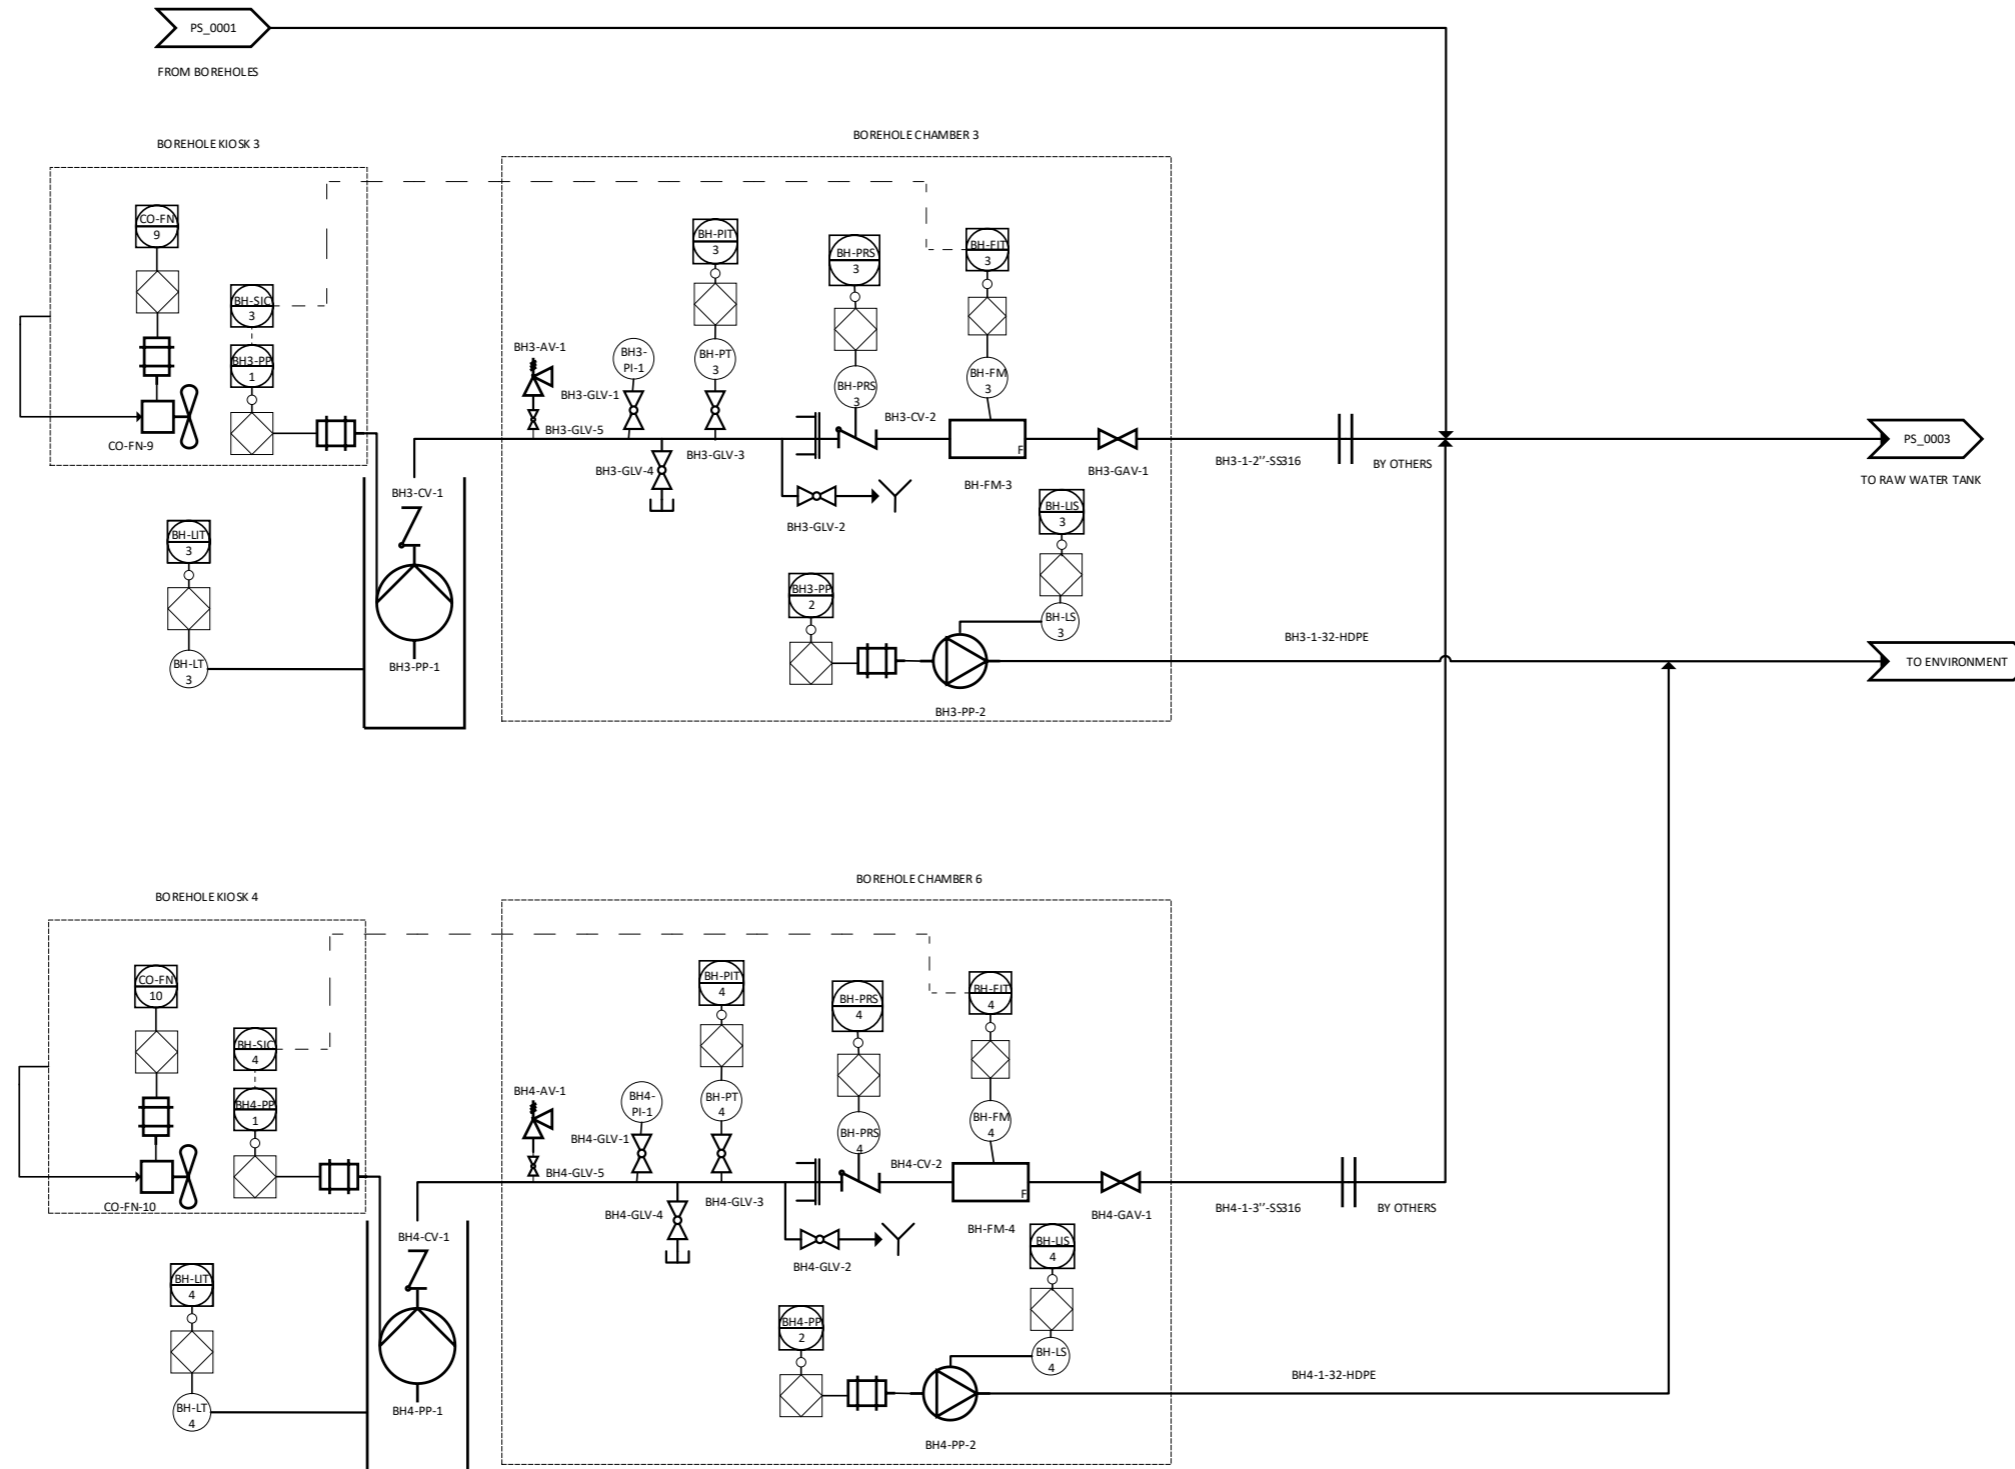 PS_0001
FROM BOREHOLES
BOREHOLE KIOSK 3
BOREHOLE CHAMBER 3
CO-FN
9
BH-SIC
3
BH3-PP
1
CO-FN-9
BH-PIT
3
BH-PRS
3
BH-FIT
3
BH3-AV-1
BH3-
PI-1
BH-PT
3
BH-PRS
3
BH-FM
3
BH3-GLV-1
BH3-GLV-5
BH3-CV-2
BH3-GLV-4
BH3-GLV-3
BH-FM-3
BH3-GAV-1
BH3-GLV-2
F
BH3-1-2''-SS316
BY OTHERS
PS_0003
TO RAW WATER TANK
BH3-CV-1
BH-LIT
3
BH-LT
3
BH3-PP-1
BH-LIS
3
BH3-PP
2
BH-LS
3
BH3-PP-2
BH3-1-32-HDPE
TO ENVIRONMENT
BOREHOLE KIOSK 4
BOREHOLE CHAMBER 6
CO-FN
10
BH-SIC
4
BH4-PP
1
CO-FN-10
BH-PIT
4
BH-PRS
4
BH-FIT
4
BH4-AV-1
BH4-
PI-1
BH-PT
4
BH-PRS
4
BH-FM
4
BH4-GLV-1
BH4-GLV-5
BH4-CV-2
BH4-GLV-4
BH4-GLV-3
BH-FM-4
BH4-GAV-1
BH4-GLV-2
F
BH4-1-3''-SS316
BY OTHERS
BH4-CV-1
BH-LIT
4
BH-LT
4
BH4-PP-1
BH-LIS
4
BH4-PP
2
BH-LS
4
BH4-PP-2
BH4-1-32-HDPE